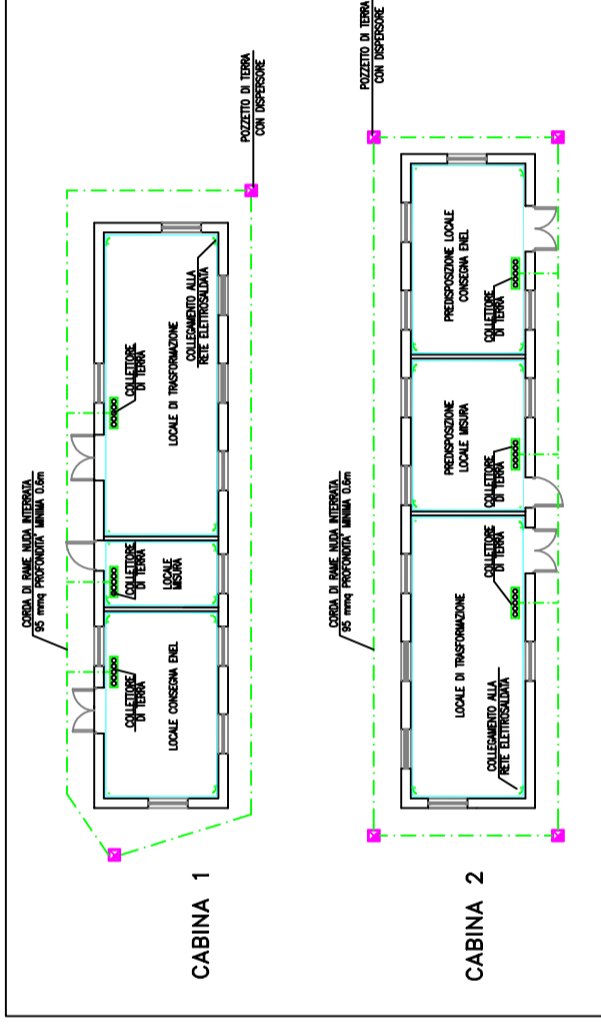 CABINA 1
CORDA DI RAME NUDA INTERRATA
95 mmq PROFONDITA' MINIMA 0.6m
POZZETTO DI TERRA
CON DISPERSORE
COLLETTORE
DI TERRA
LOCALE CONSEGNA ENEL
COLLETTORE
DI TERRA
LOCALE
MISURA
COLLETTORE
DI TERRA
LOCALE DI TRASFORMAZIONE
COLLEGAMENTO ALLA
RETE ELETTROSALDATA
CABINA 2
CORDA DI RAME NUDA INTERRATA
95 mmq PROFONDITA' MINIMA 0.6m
POZZETTO DI TERRA
CON DISPERSORE
LOCALE DI TRASFORMAZIONE
COLLEGAMENTO ALLA
RETE ELETTROSALDATA
COLLETTORE
DI TERRA
PREDISPOSIZIONE
LOCALE MISURA
COLLETTORE
DI TERRA
PREDISPOSIZIONE LOCALE
CONSEGNA ENEL
COLLETTORE
DI TERRA